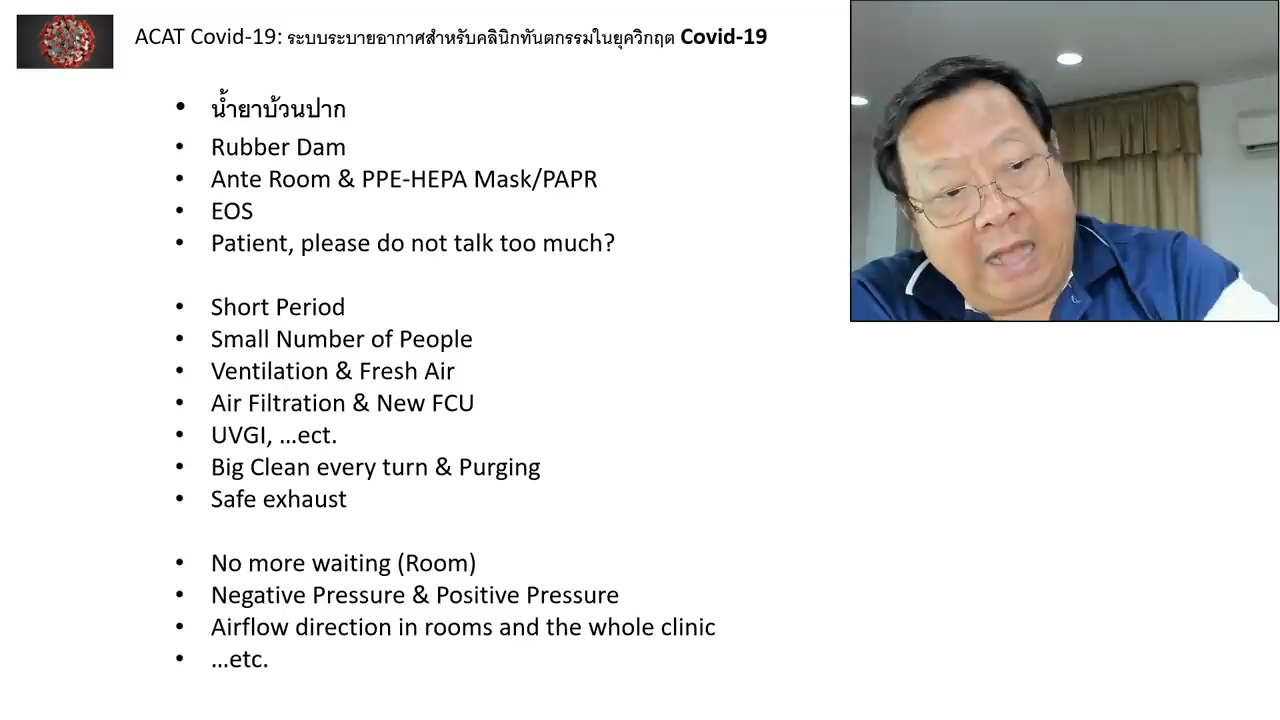 ACAT Covid-19: ระบบระบายอากาศสำหรับคลินิกทันตกรรมในยุควิกฤต Covid-19
• น้ำยาบ้วนปาก
• Rubber Dam
• Ante Room & PPE-HEPA Mask/PAPR
• EOS
• Patient, please do not talk too much?
• Short Period
• Small Number of People
• Ventilation & Fresh Air
• Air Filtration & New FCU
• UVGI, ...ect.
• Big Clean every turn & Purging
• Safe exhaust
• No more waiting (Room)
• Negative Pressure & Positive Pressure
• Airflow direction in rooms and the whole clinic
• ...etc.